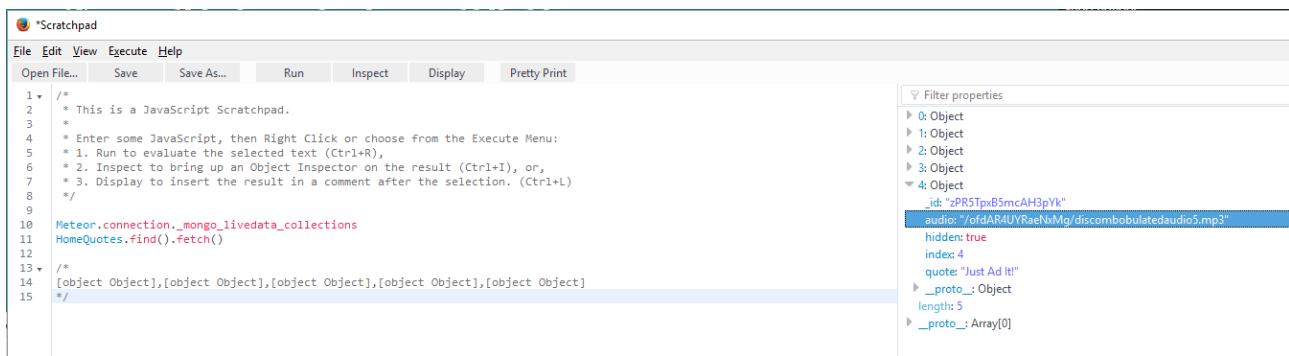 *Scratchpad
File Edit View Execute Help
Open File... Save Save As... Run Inspect Display Pretty Print
1 /*
2 * This is a JavaScript Scratchpad.
3 *
4 * Enter some JavaScript, then Right Click or choose from the Execute Menu:
5 * 1. Run to evaluate the selected text (Ctrl+R),
6 * 2. Inspect to bring up an Object Inspector on the result (Ctrl+I), or,
7 * 3. Display to insert the result in a comment after the selection. (Ctrl+L)
8 */
9
10 Meteor.connection._mongo_livedata_collections
11 HomeQuotes.find().fetch()
12
13 /*
14 [object Object],[object Object],[object Object],[object Object],[object Object]
15 */
Filter properties
0: Object
1: Object
2: Object
3: Object
4: Object
_id: "zPR5TpxB5mcAH3pYk"
audio: "/ofdAR4UYRaeNxMg/discombobulatedaudio5.mp3"
hidden: true
index: 4
quote: "Just Ad It!"
__proto__: Object
length: 5
__proto__: Array[0]